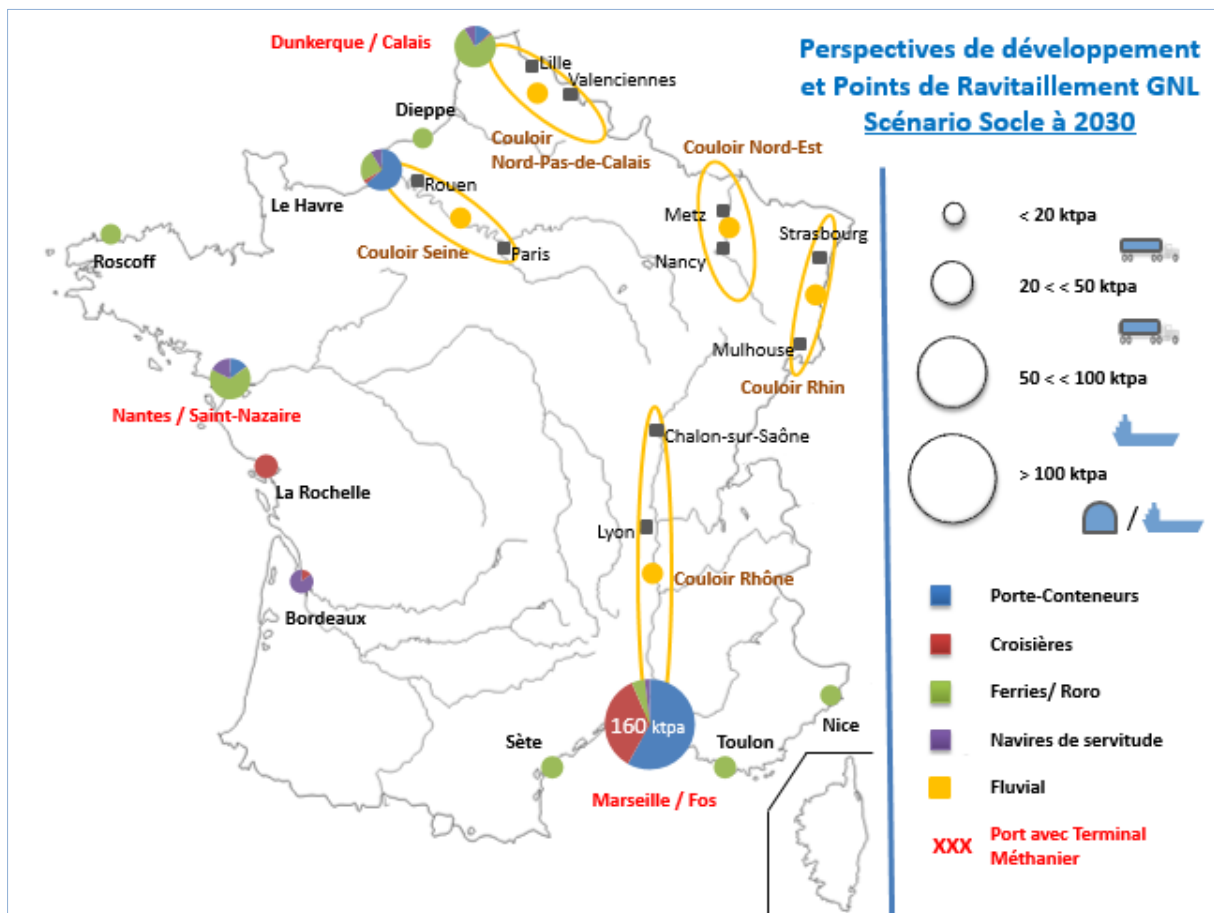 Perspectives de développement
et Points de Ravitaillement GNL
Scénario Socle à 2030
Dunkerque / Calais
Lille
Valenciennes
Dieppe
Couloir
Nord-Pas-de-Calais
Couloir Nord-Est
Rouen
Le Havre
Metz
Strasbourg
Roscoff
Couloir Seine
Paris
Nancy
Mulhouse
Couloir Rhin
Nantes / Saint-Nazaire
Chalon-sur-Saône
La Rochelle
Lyon
Couloir Rhône
Bordeaux
160 ktpa
Nice
Sète
Toulon
Marseille / Fos
< 20 ktpa
20 < < 50 ktpa
50 < < 100 ktpa
> 100 ktpa
/
Porte-Conteneurs
Croisières
Ferries/ Roro
Navires de servitude
Fluvial
XXX Port avec Terminal
Méthanier